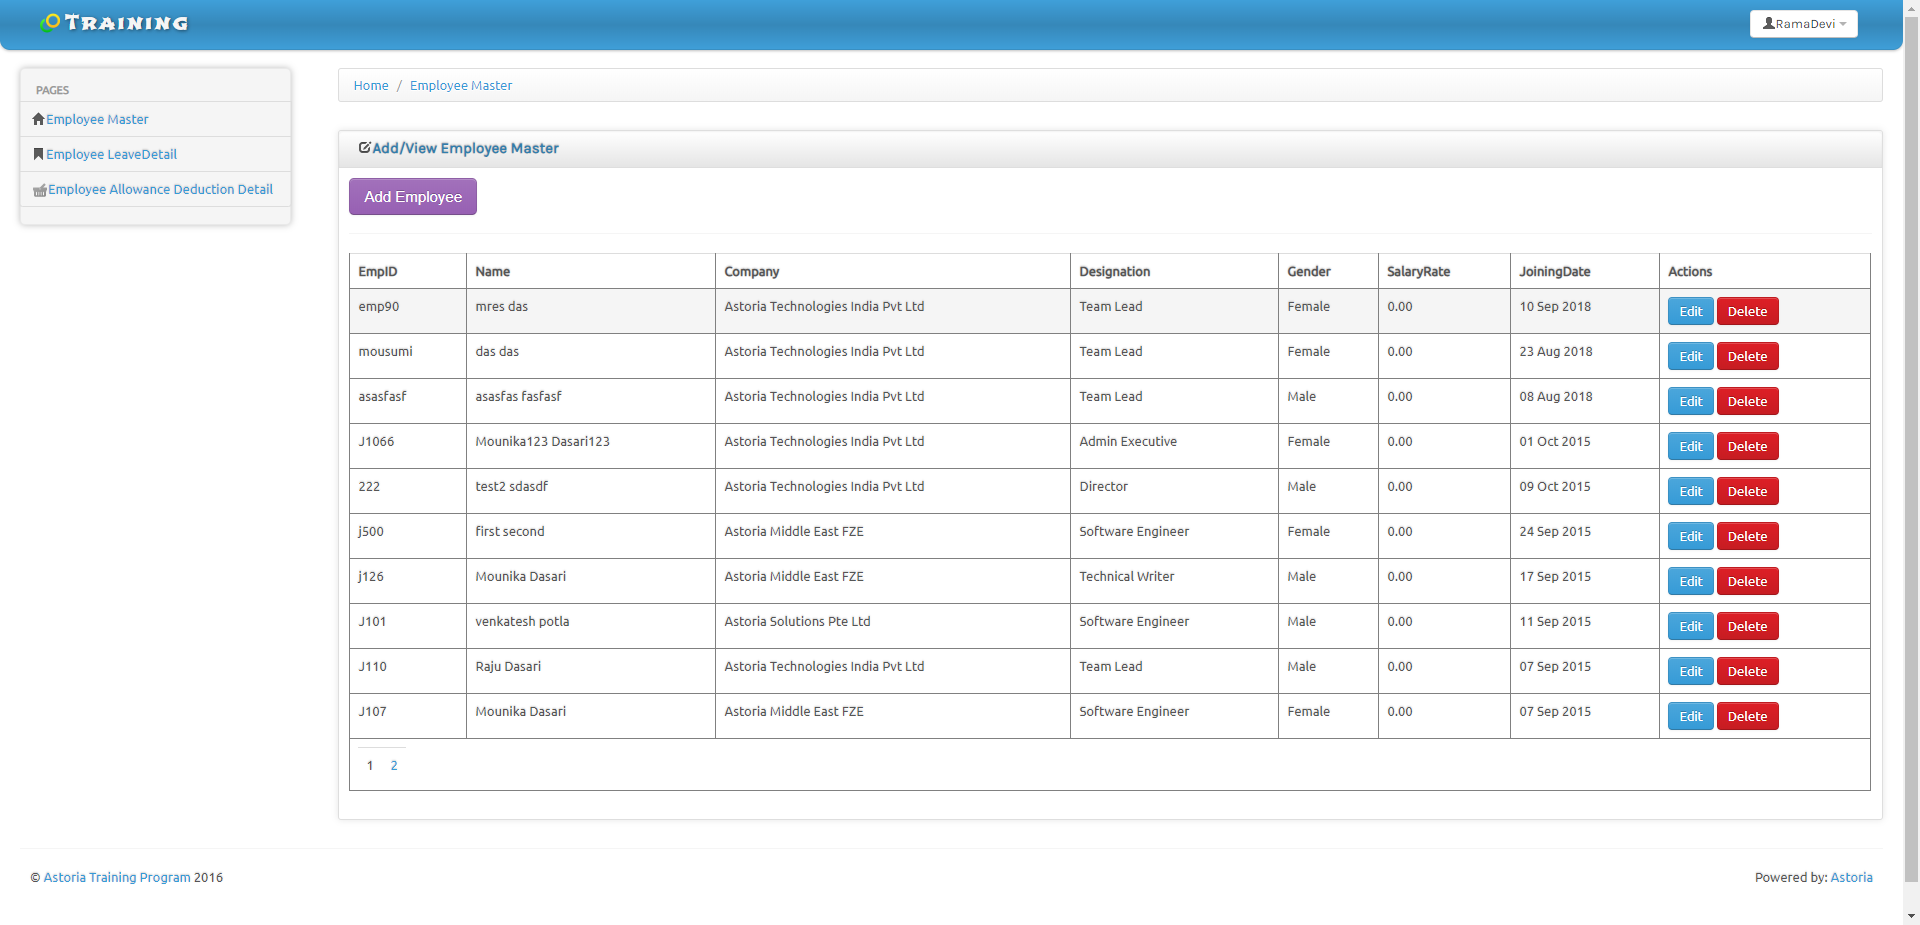 TRAINING
RamaDevi
PAGES
Employee Master
Employee LeaveDetail
Employee Allowance Deduction Detail
Home / Employee Master
Add/View Employee Master
Add Employee
EmpID Name Company Designation Gender SalaryRate JoiningDate Actions
emp90 mres das Astoria Technologies India Pvt Ltd Team Lead Female 0.00 10 Sep 2018 Edit Delete
mousumi das das Astoria Technologies India Pvt Ltd Team Lead Female 0.00 23 Aug 2018 Edit Delete
asasfasf asasfas fasfasf Astoria Technologies India Pvt Ltd Team Lead Male 0.00 08 Aug 2018 Edit Delete
J1066 Mounika123 Dasari123 Astoria Technologies India Pvt Ltd Admin Executive Female 0.00 01 Oct 2015 Edit Delete
222 test2 sdasdf Astoria Technologies India Pvt Ltd Director Male 0.00 09 Oct 2015 Edit Delete
j500 first second Astoria Middle East FZE Software Engineer Female 0.00 24 Sep 2015 Edit Delete
j126 Mounika Dasari Astoria Middle East FZE Technical Writer Male 0.00 17 Sep 2015 Edit Delete
J101 venkatesh potla Astoria Solutions Pte Ltd Software Engineer Male 0.00 11 Sep 2015 Edit Delete
J110 Raju Dasari Astoria Technologies India Pvt Ltd Team Lead Male 0.00 07 Sep 2015 Edit Delete
J107 Mounika Dasari Astoria Middle East FZE Software Engineer Female 0.00 07 Sep 2015 Edit Delete
1 2
© Astoria Training Program 2016
Powered by: Astoria